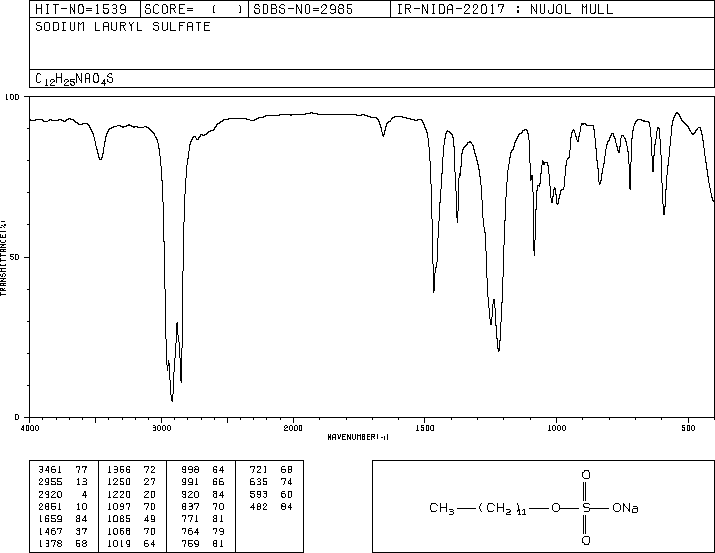 HIT-NO=1539 SCORE= ( ) SDBS-NO=2985 IR-NIDA-22017 : NUJOL MULL
SODIUM LAURYL SULFATE
C12H25NAO4S
100
50
0
TRANSMITTANCE(%)
4000 3000 2000 1500 1000 500
WAVENUMBER(-1)
3461 77 1366 72 998 64 721 68
2955 13 1250 27 991 66 635 74
2920 4 1220 20 920 84 593 60
2851 10 1097 70 837 70 482 84
1659 84 1085 49 771 81
1467 37 1068 70 764 79
1378 58 1019 64 759 81
O
CH3 —(CH2)11—O—S—ONa
O